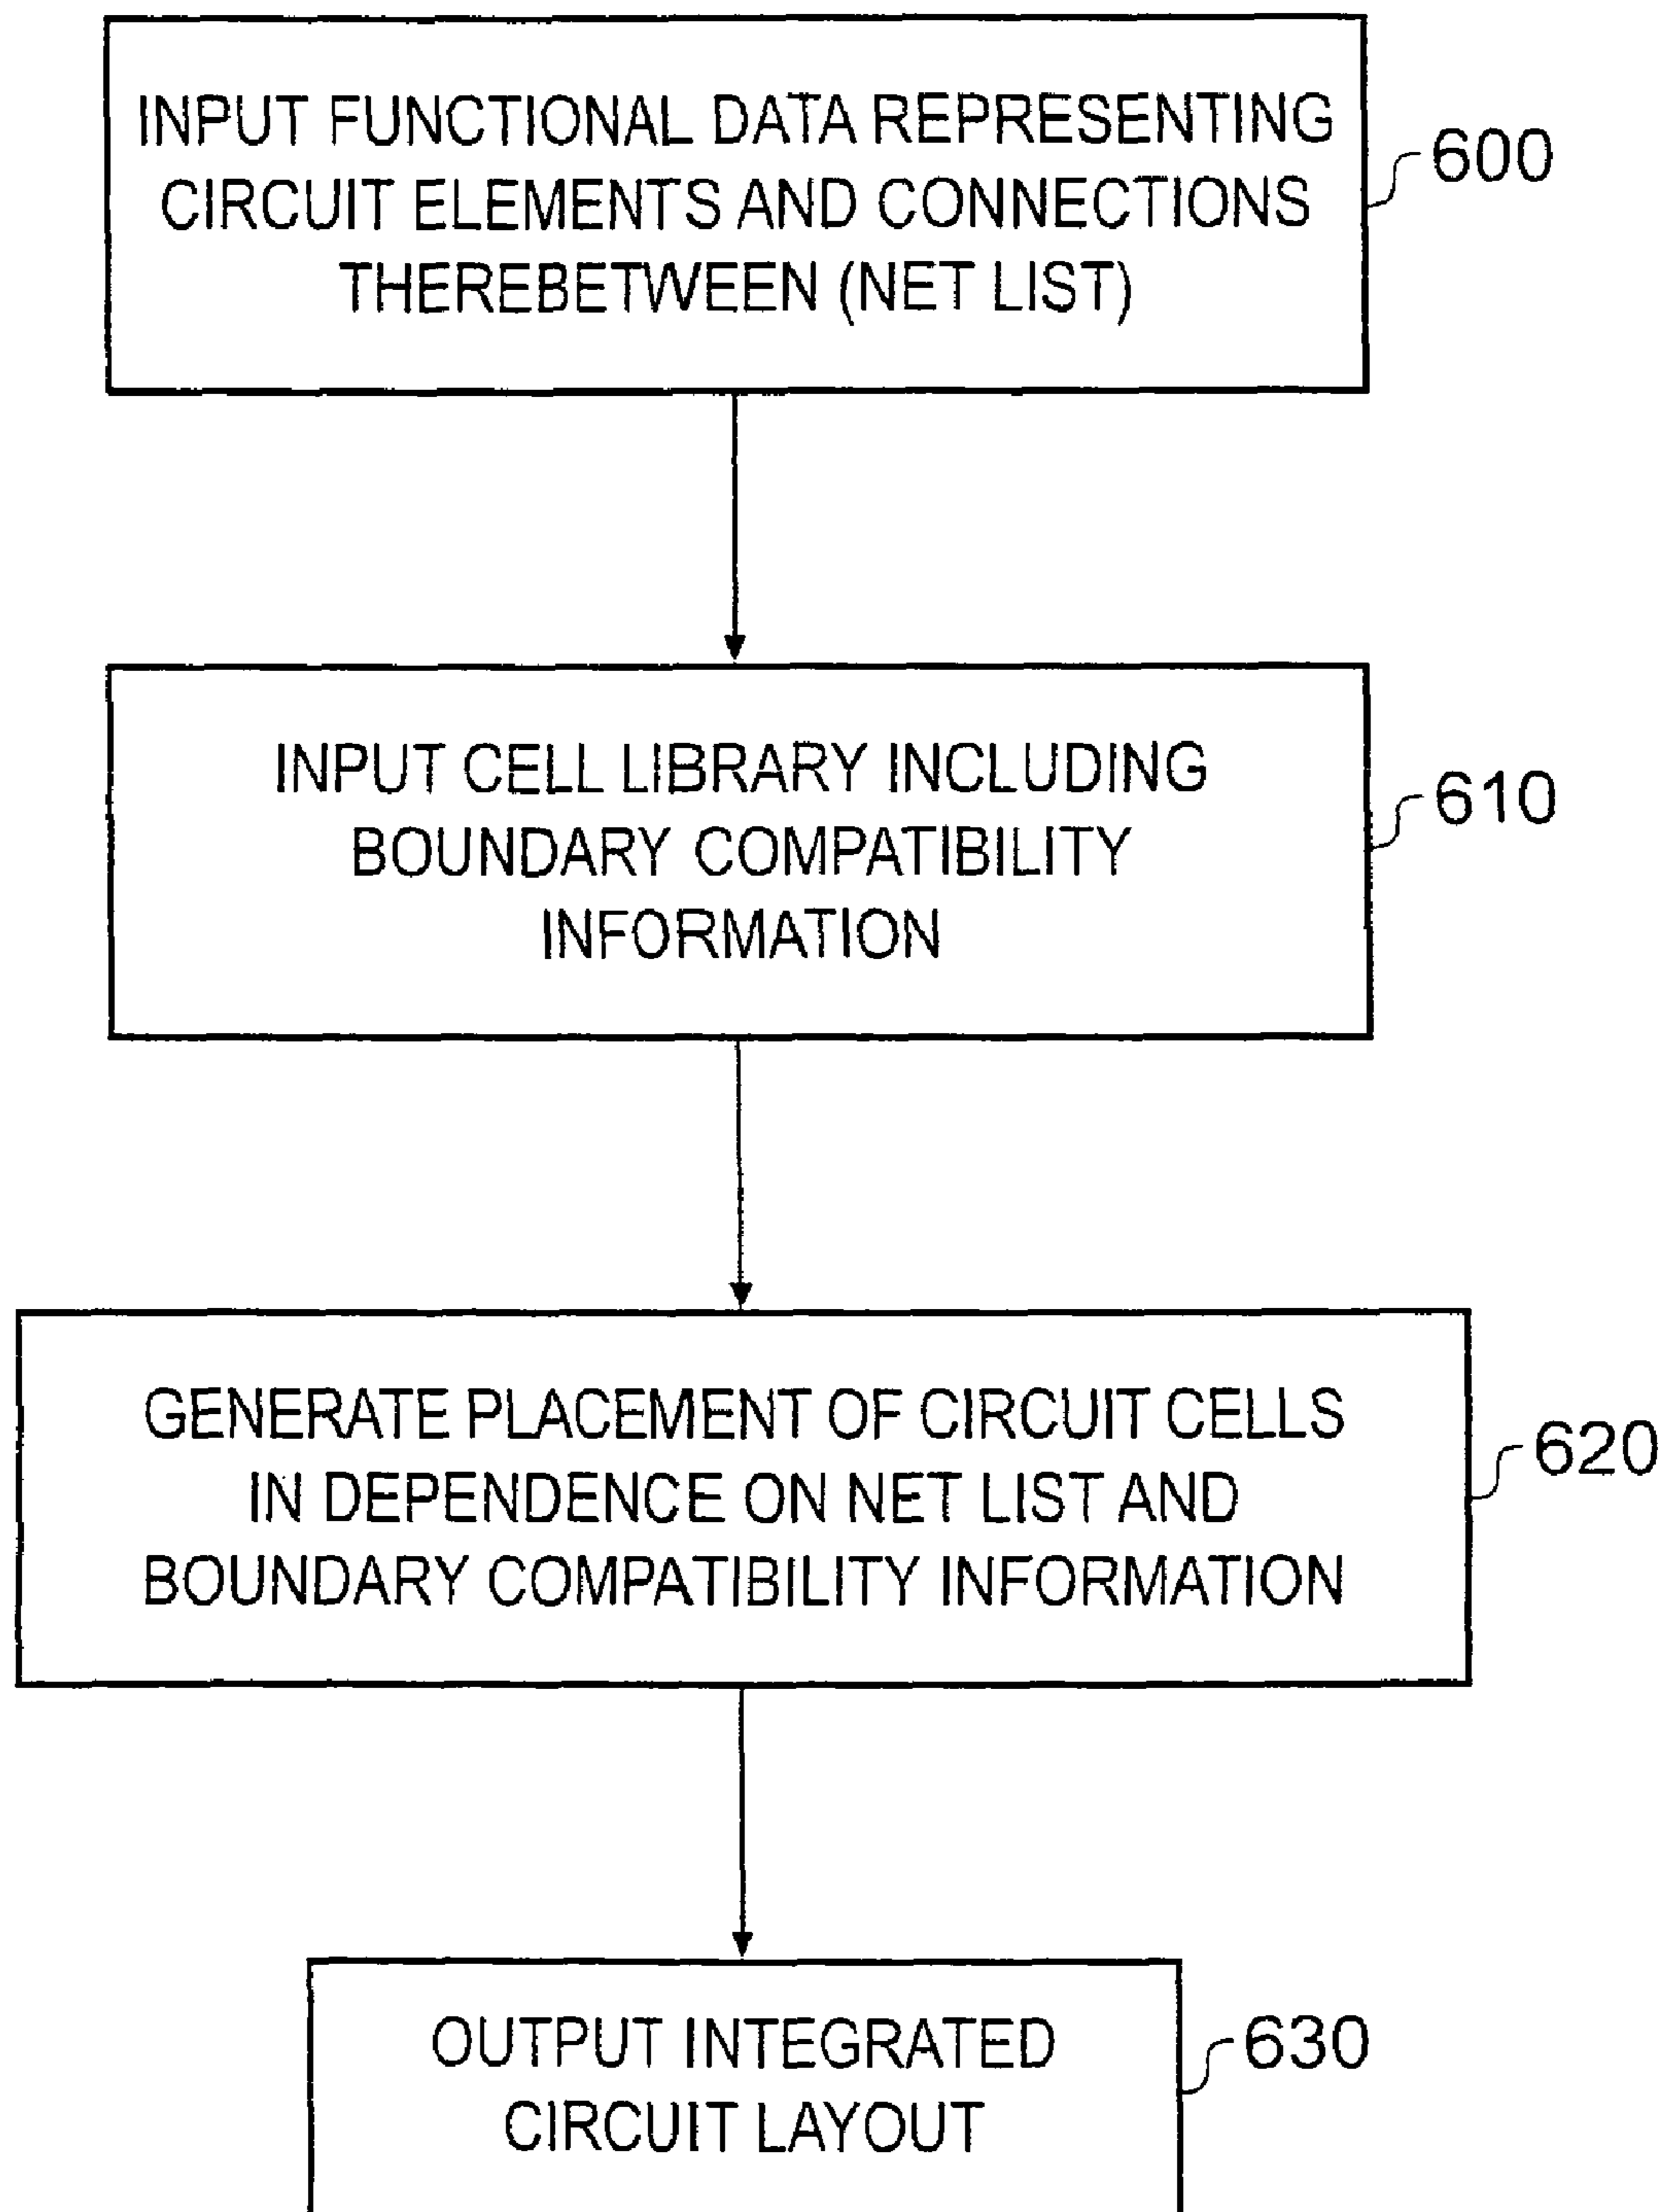 INPUT FUNCTIONAL DATA REPRESENTING
CIRCUIT ELEMENTS AND CONNECTIONS
THEREBETWEEN (NET LIST)
600
INPUT CELL LIBRARY INCLUDING
BOUNDARY COMPATIBILITY
INFORMATION
610
GENERATE PLACEMENT OF CIRCUIT CELLS
IN DEPENDENCE ON NET LIST AND
BOUNDARY COMPATIBILITY INFORMATION
620
OUTPUT INTEGRATED
CIRCUIT LAYOUT
630